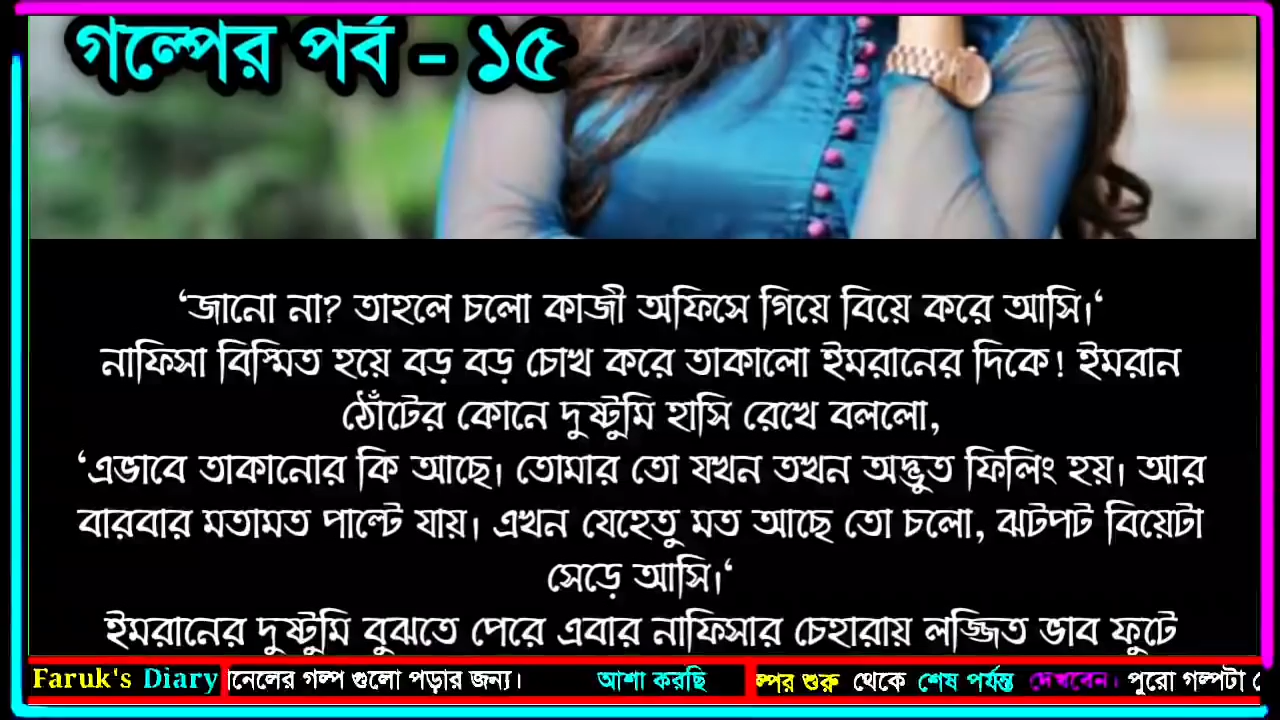 গল্পের পর্ব - ১৫
‘জানো না? তাহলে চলো কাজী অফিসে গিয়ে বিয়ে করে আসি।‘
নাফিসা বিস্মিত হয়ে বড় বড় চোখ করে তাকালো ইমরানের দিকে! ইমরান
ঠোঁটের কোনে দুষ্টুমি হাসি রেখে বললো,
‘এভাবে তাকানোর কি আছে। তোমার তো যখন তখন অদ্ভুত ফিলিং হয়। আর
বারবার মতামত পাল্টে যায়। এখন যেহেতু মত আছে তো চলো, ঝটপট বিয়েটা
সেড়ে আসি।‘
ইমরানের দুষ্টুমি বুঝতে পেরে এবার নাফিসার চেহারায় লজ্জিত ভাব ফুটে
Faruk's Diary গল্প গুলো পড়ার জন্য। আশা করছি শুরু থেকে শেষ পর্যন্ত দেখবেন। পুরো গল্পটা